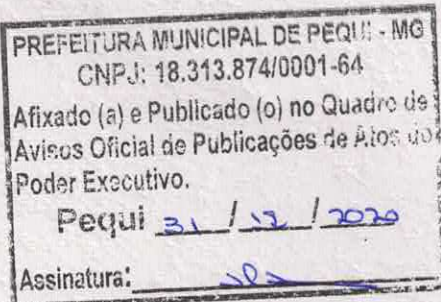 PREFEITURA MUNICIPAL DE PEQUI - MG
CNPJ: 18.313.874/0001-64
Afixado (a) e Publicado (o) no Quadro de
Avisos Oficial de Publicações de Atos do
Poder Executivo.
Pequi 31 / 12 / 2020
Assinatura: